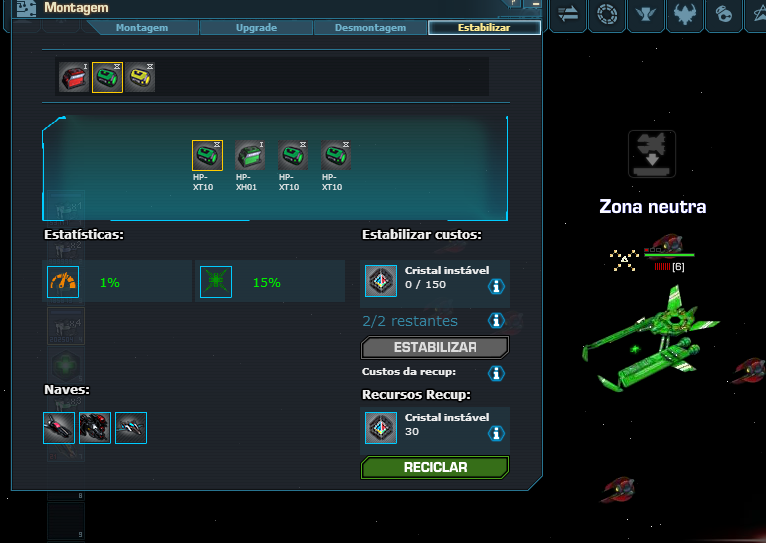 Montagem
Montagem Upgrade Desmontagem Estabilizar
HP-XT10 HP-XH01 HP-XT10 HP-XT10
Estatísticas:
1% 15%
Estabilizar custos:
Cristal instável
0 / 150
2/2 restantes
ESTABILIZAR
Custos da recup:
Naves:
Recursos Recup:
Cristal instável
30
RECICLAR
Zona neutra
[6]
8
9